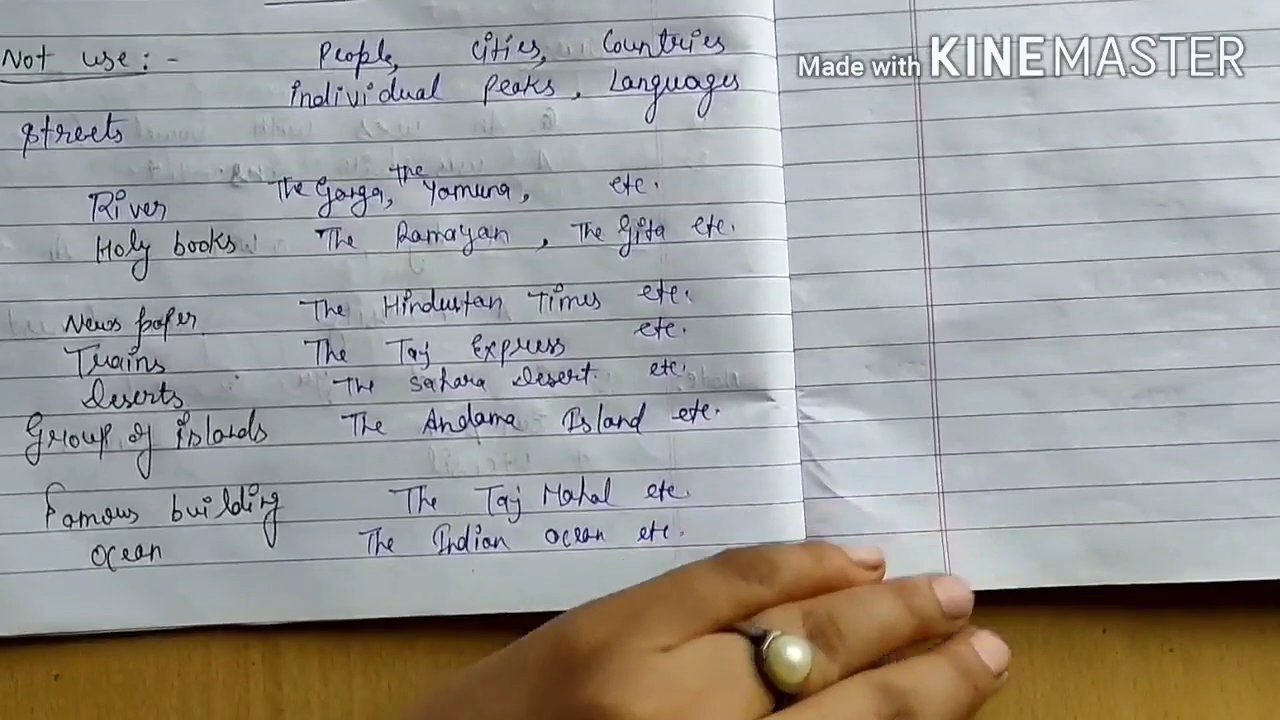 Made with KINEMASTER
Not use :- People, Cities, Countries
individual Peaks, Languages
streets
River The Ganga, The Yamuna, etc.
Holy books The Ramayan, The Gita etc.
News paper The Hindustan Times etc.
Trains The Taj Express etc.
Deserts The Sahara desert. etc.
Group of islands The Andama Island etc.
Famous building The Taj Mahal etc.
Ocean The Indian Ocean etc.